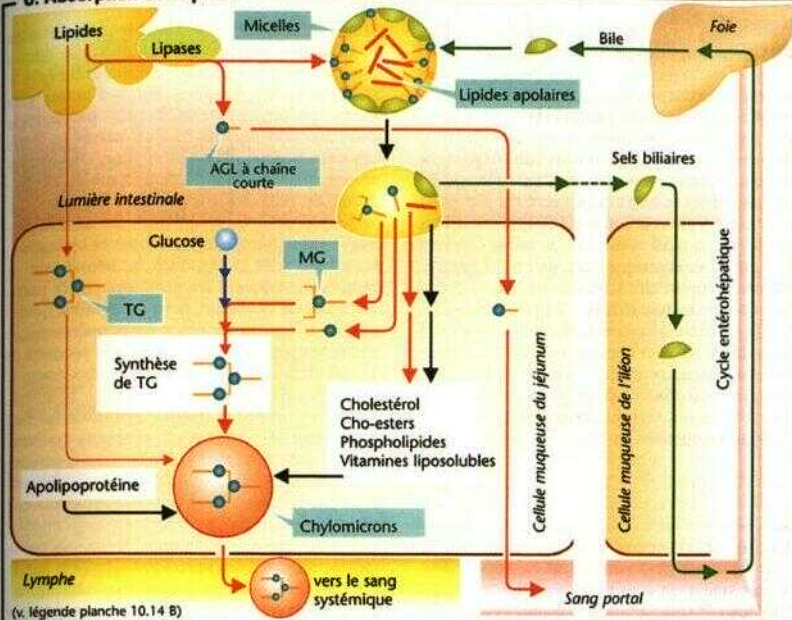 Lipides
Lipases
Micelles
Bile
Foie
Lipides apolaires
AGL à chaîne
courte
Sels biliaires
Lumière intestinale
Glucose
MG
TG
Synthèse
de TG
Cholestérol
Cho-esters
Phospholipides
Vitamines liposolubles
Cellule muqueuse du jéjunum
Cellule muqueuse de l'iléon
Cycle entérohépatique
Apolipoprotéine
Chylomicrons
Lymphe
vers le sang
systémique
Sang portal
(v. légende planche 10.14 B)